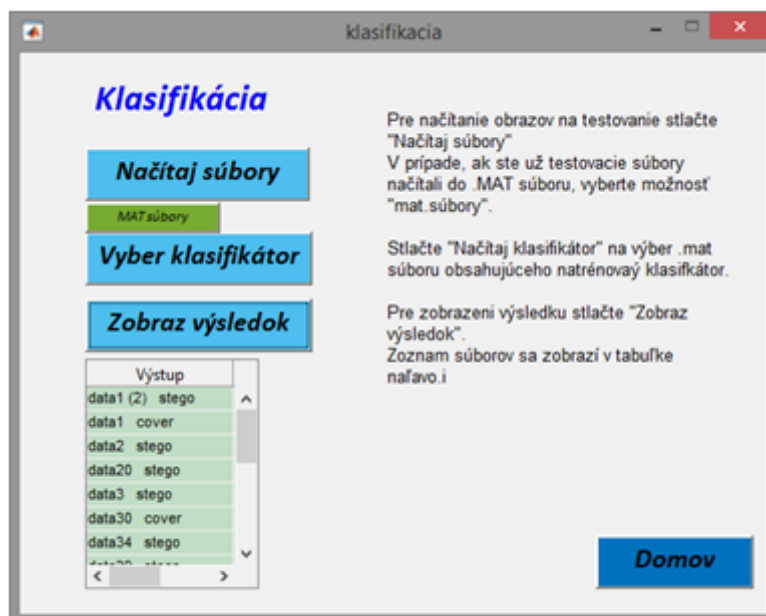 klasifikacia
Klasifikácia
Načítaj súbory
MAT súbory
Vyber klasifikátor
Zobraz výsledok
Výstup
data1 (2) stego
data1 cover
data2 stego
data20 stego
data3 stego
data30 cover
data34 stego
Pre načítanie obrazov na testovanie stlačte
"Načítaj súbory"
V prípade, ak ste už testovacie súbory
načítali do .MAT súboru, vyberte možnosť
"mat.súbory".
Stlačte "Načítaj klasifikátor" na výber .mat
súboru obsahujúceho natrénovaý klasifkátor.
Pre zobrazeni výsledku stlačte "Zobraz
výsledok".
Zoznam súborov sa zobrazí v tabuľke
naľavo.i
Domov